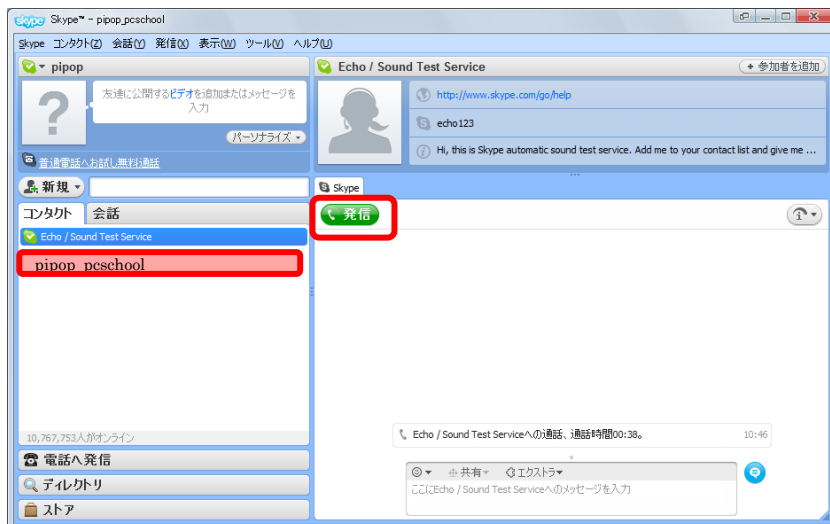 Skype™ - pipop_pcschool
Skype コンタクト(Z) 会話(Y) 発信(X) 表示(W) ツール(V) ヘルプ(U)
pipop
友達に公開するビデオを追加またはメッセージを
入力
パーソナライズ
普通電話へお試し無料通話
新規
コンタクト 会話
Echo / Sound Test Service
pipop_pcschool
10,767,753人がオンライン
電話へ発信
ディレクトリ
ストア
Echo / Sound Test Service
+ 参加者を追加
http://www.skype.com/go/help
echo123
Hi, this is Skype automatic sound test service. Add me to your contact list and give me ...
Skype
発信
Echo / Sound Test Serviceへの通話、通話時間00:38。 10:46
共有 エクストラ
ここにEcho / Sound Test Serviceへのメッセージを入力